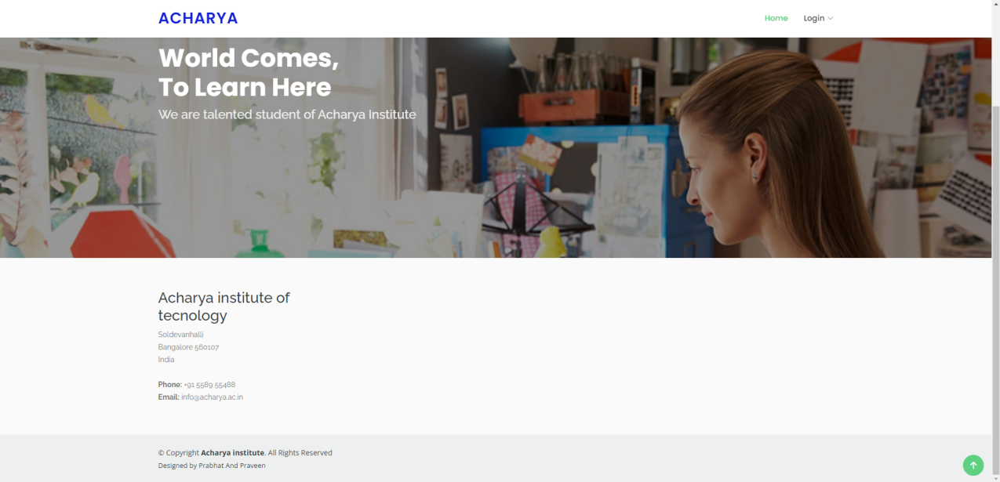 ACHARYA
Home
Login
World Comes,
To Learn Here
We are talented student of Acharya Institute
Acharya institute of
tecnology
Soldevanhalli
Bangalore 560107
India
Phone: +91 5589 55488
Email: info@acharya.ac.in
© Copyright Acharya institute. All Rights Reserved
Designed by Prabhat And Praveen